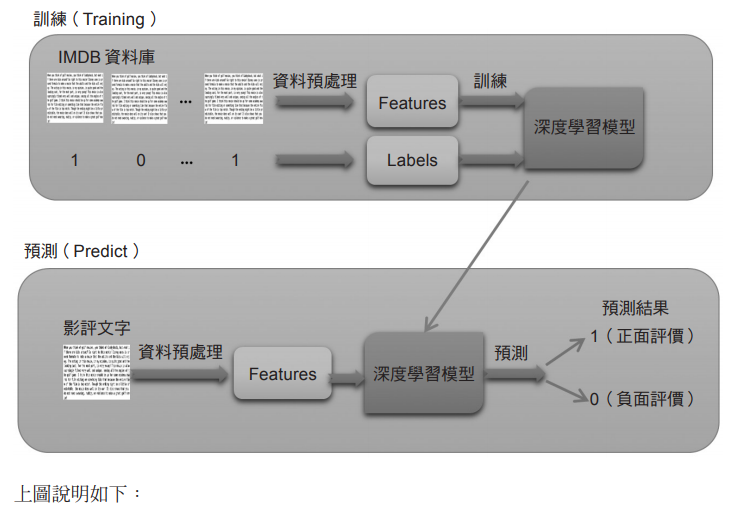 訓練（Training）
IMDB 資料庫
... 資料預處理 Features 訓練 深度學習模型
1 0 ... 1 Labels
預測（Predict）
預測結果
影評文字 資料預處理 Features 深度學習模型 預測
1（正面評價）
0（負面評價）
上圖說明如下：